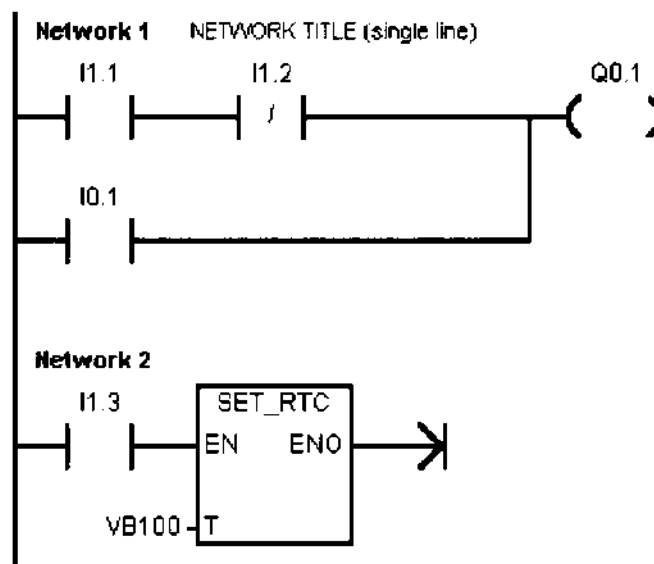 Network 1 NETWORK TITLE (single line)
I1.1 I1.2 Q0.1
/
I0.1
Network 2
I1.3 SET_RTC
EN ENO
VB100 T